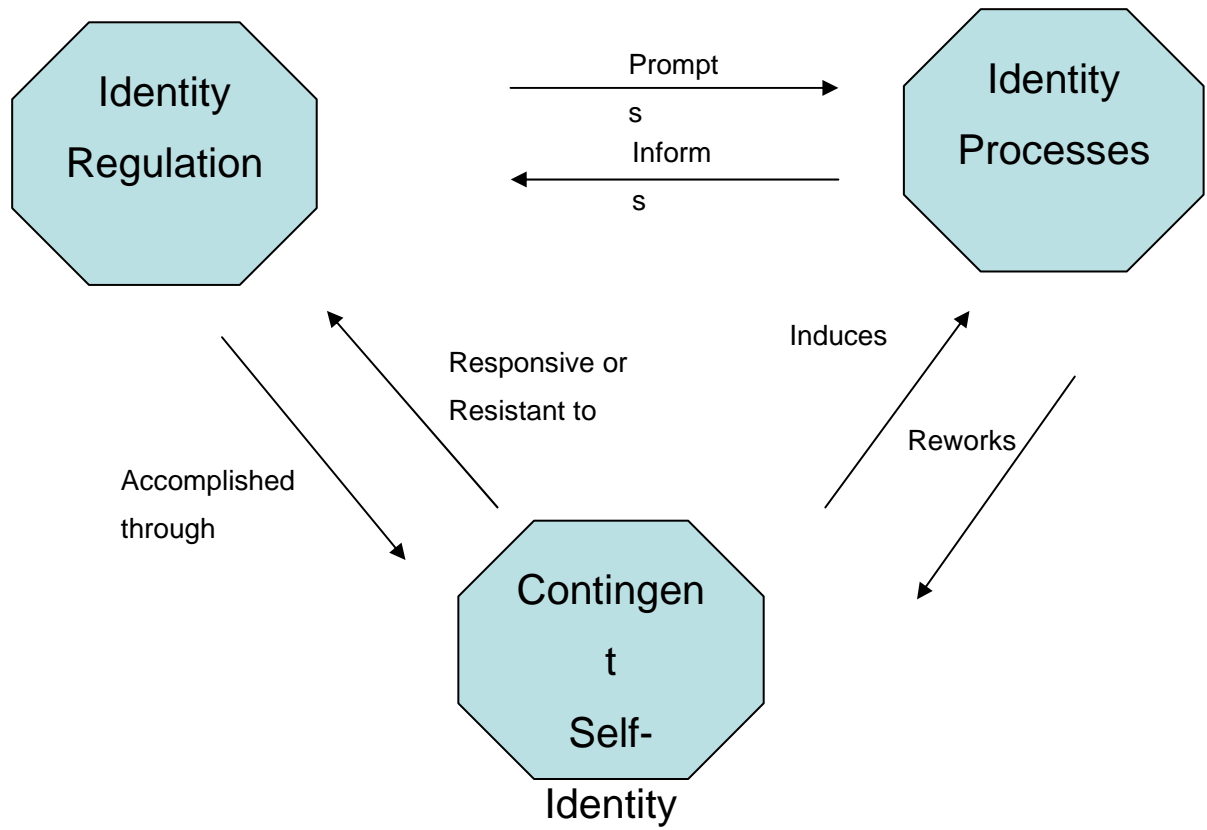 Identity
Regulation
Prompt
s
Inform
s
Identity
Processes
Responsive or
Resistant to
Induces
Reworks
Accomplished
through
Contingen
t
Self-
Identity